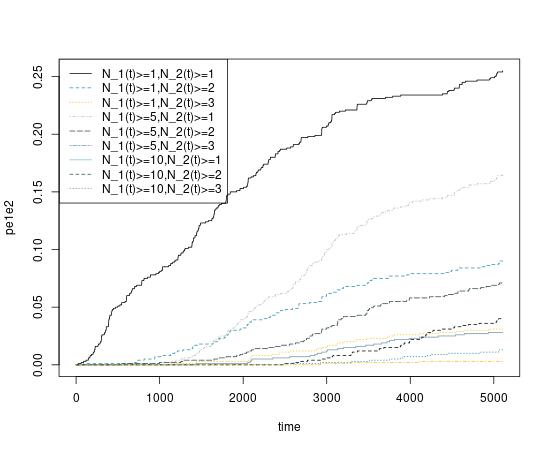 N_1(t)>=1,N_2(t)>=1
N_1(t)>=1,N_2(t)>=2
N_1(t)>=1,N_2(t)>=3
N_1(t)>=5,N_2(t)>=1
N_1(t)>=5,N_2(t)>=2
N_1(t)>=5,N_2(t)>=3
N_1(t)>=10,N_2(t)>=1
N_1(t)>=10,N_2(t)>=2
N_1(t)>=10,N_2(t)>=3
pe1e2
0.25
0.20
0.15
0.10
0.05
0.00
0 1000 2000 3000 4000 5000
time